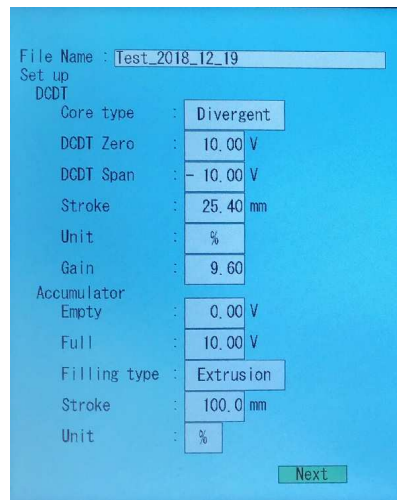 File Name : Test_2018_12_19
Set up
DCDT
Core type : Divergent
DCDT Zero : 10.00 V
DCDT Span : - 10.00 V
Stroke : 25.40 mm
Unit : %
Gain : 9.60
Accumulator
Empty : 0.00 V
Full : 10.00 V
Filling type : Extrusion
Stroke : 100.0 mm
Unit : %
Next